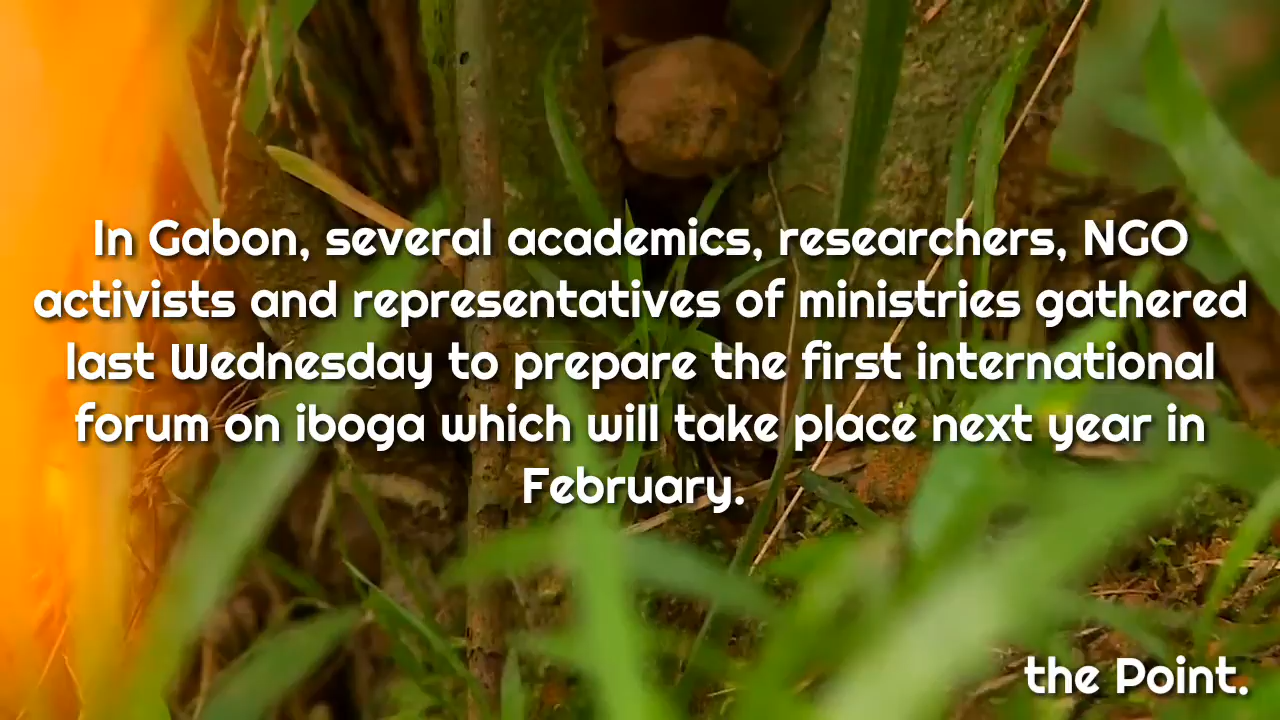 In Gabon, several academics, researchers, NGO
activists and representatives of ministries gathered
last Wednesday to prepare the first international
forum on iboga which will take place next year in
February.
the Point.